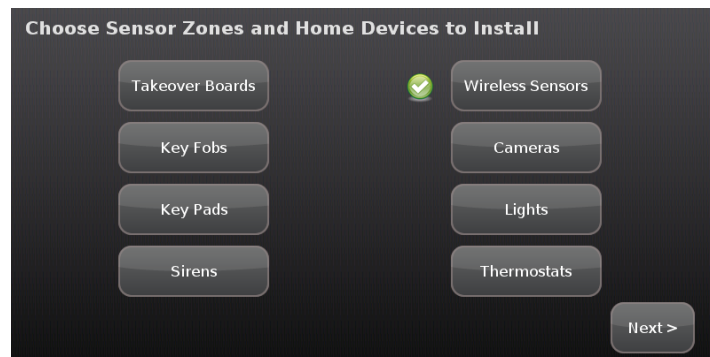 Choose Sensor Zones and Home Devices to Install
Takeover Boards
Wireless Sensors
Key Fobs
Cameras
Key Pads
Lights
Sirens
Thermostats
Next >